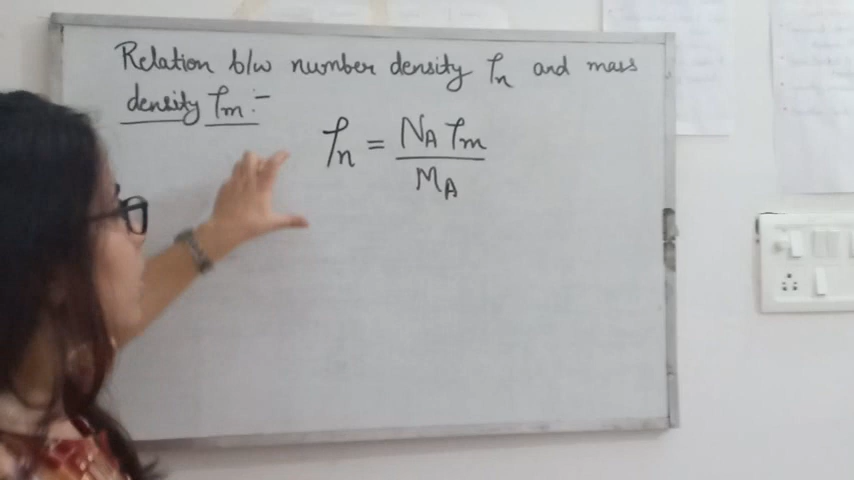 Relation b/w number density ρn and mass
density ρm :-
ρn = NA ρm / MA